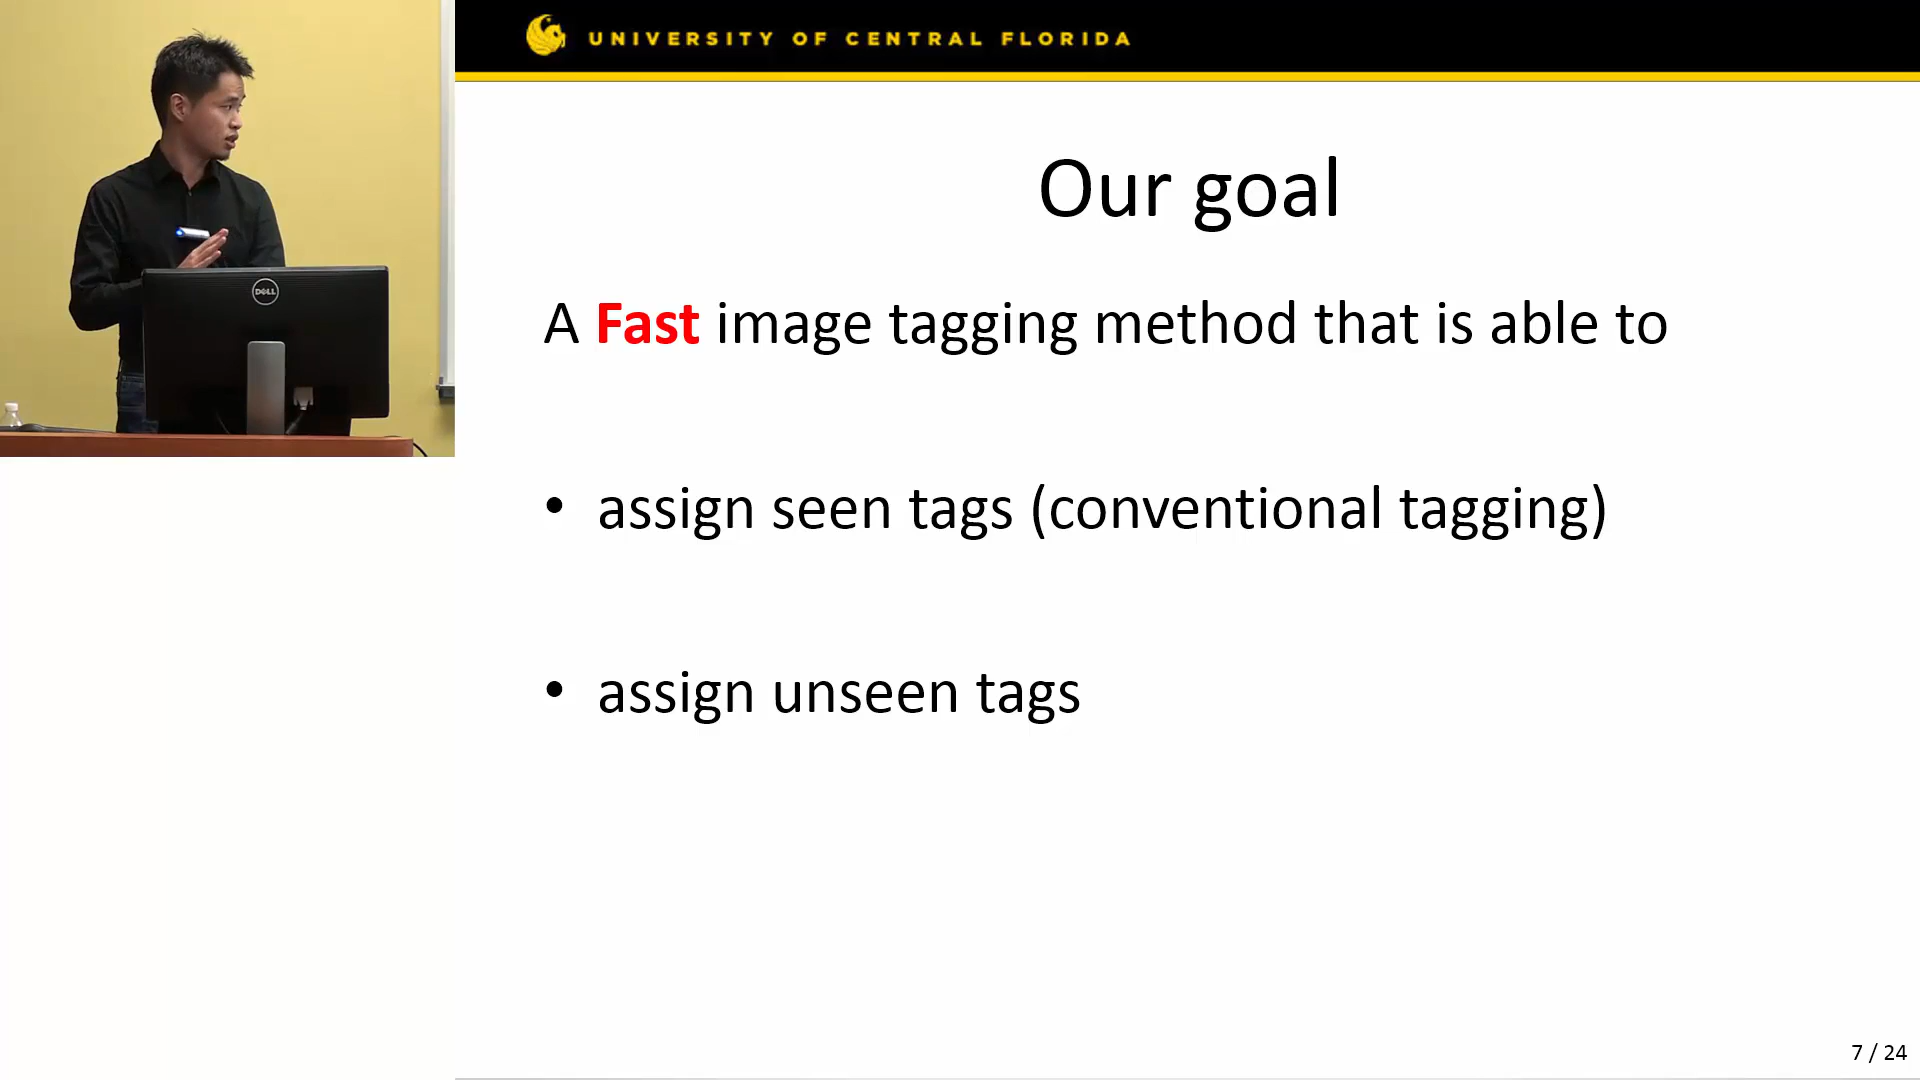 UNIVERSITY OF CENTRAL FLORIDA
Our goal
A Fast image tagging method that is able to
• assign seen tags (conventional tagging)
• assign unseen tags
7 / 24
DELL